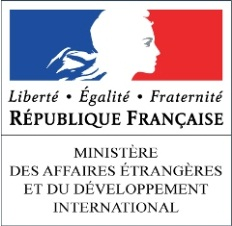 Liberté • Égalité • Fraternité
RÉPUBLIQUE FRANÇAISE
MINISTÈRE
DES AFFAIRES ÉTRANGÈRES
ET DU DÉVELOPPEMENT
INTERNATIONAL